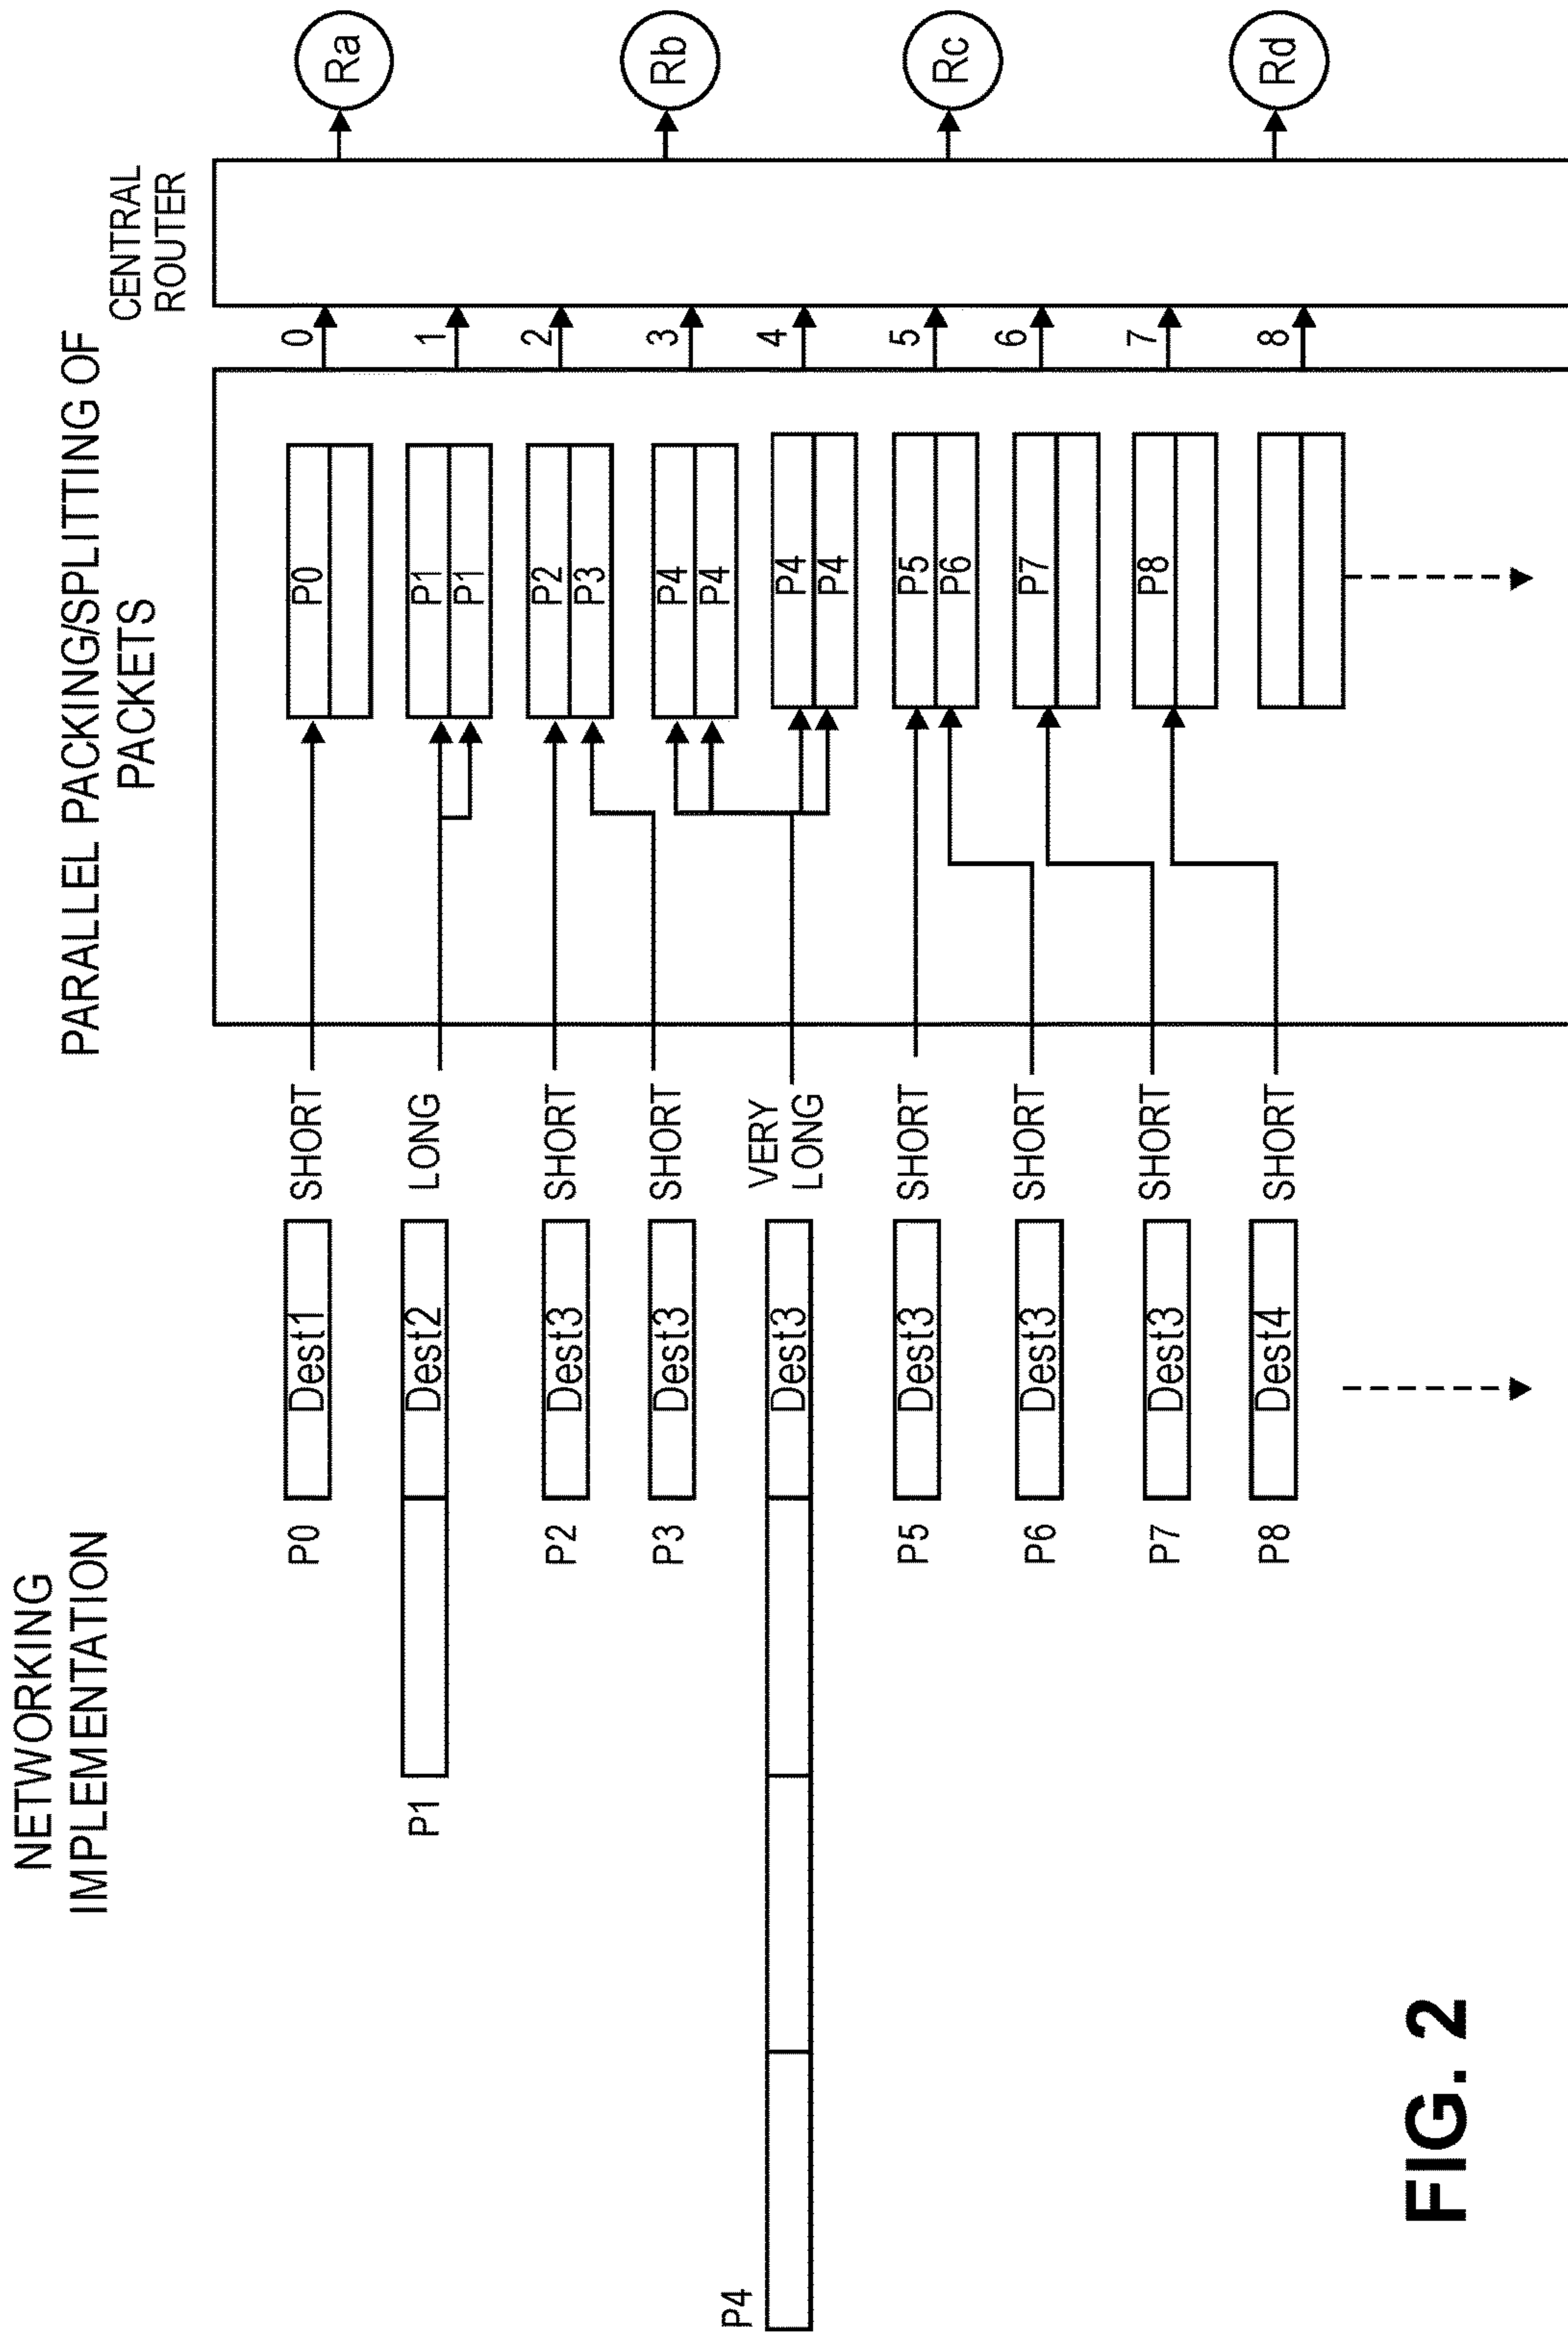 NETWORKING
IMPLEMENTATION
PARALLEL PACKING/SPLITTING OF
PACKETS
CENTRAL
ROUTER
P0 Dest1 SHORT P0 0 Ra
P1 Dest2 LONG P1 1
P1
P2 Dest3 SHORT P2 2
P3 Dest3 SHORT P3 3 Rb
P4 Dest3 VERY
LONG P4
P4
P4 4
P4
P5 Dest3 SHORT P5 5 Rc
P6 Dest3 SHORT P6 6
P7 Dest3 SHORT P7 7
P8 Dest4 SHORT P8 8 Rd
FIG. 2